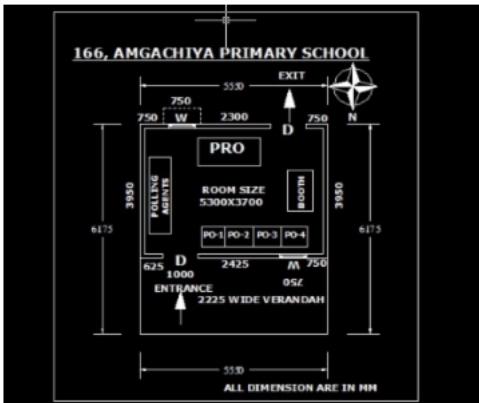 166, AMGACHIYA PRIMARY SCHOOL
EXIT
5550
750
750 W 2300 D 750
N
PRO
POLLING AGENTS
ROOM SIZE
5300X3700
BOOTH
3950
3950
6175
6175
PO-1 PO-2 PO-3 PO-4
625 D 2425 W 750
1000
750
ENTRANCE
2225 WIDE VERANDAH
5550
ALL DIMENSION ARE IN MM